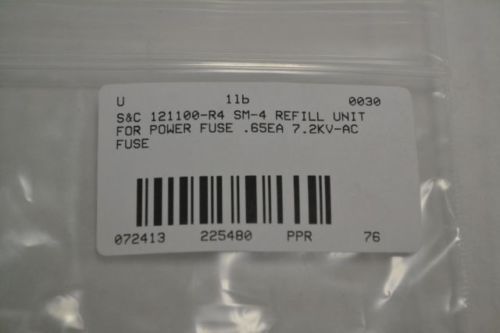 U 1lb 0030
S&C 121100-R4 SM-4 REFILL UNIT
FOR POWER FUSE .65EA 7.2KV-AC
FUSE
072413 225480 PPR 76